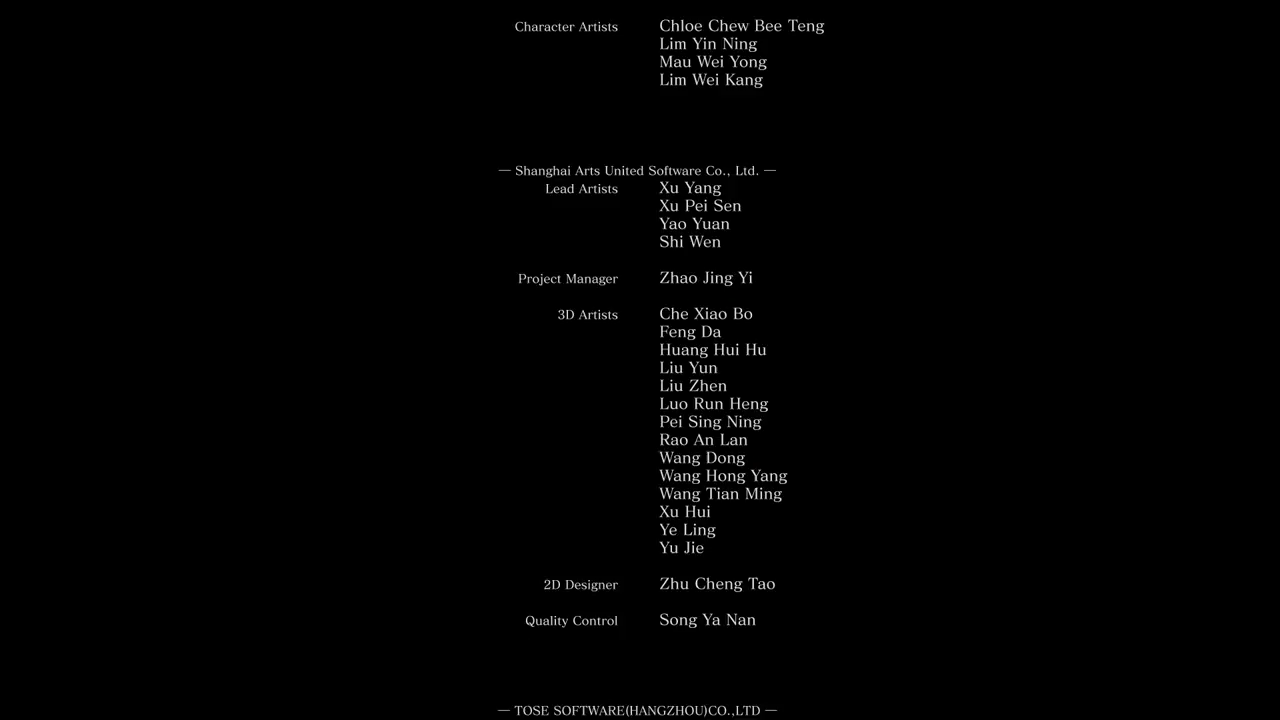 Character Artists Chloe Chew Bee Teng
Lim Yin Ning
Mau Wei Yong
Lim Wei Kang
— Shanghai Arts United Software Co., Ltd. —
Lead Artists Xu Yang
Xu Pei Sen
Yao Yuan
Shi Wen
Project Manager Zhao Jing Yi
3D Artists Che Xiao Bo
Feng Da
Huang Hui Hu
Liu Yun
Liu Zhen
Luo Run Heng
Pei Sing Ning
Rao An Lan
Wang Dong
Wang Hong Yang
Wang Tian Ming
Xu Hui
Ye Ling
Yu Jie
2D Designer Zhu Cheng Tao
Quality Control Song Ya Nan
— TOSE SOFTWARE(HANGZHOU)CO.,LTD —